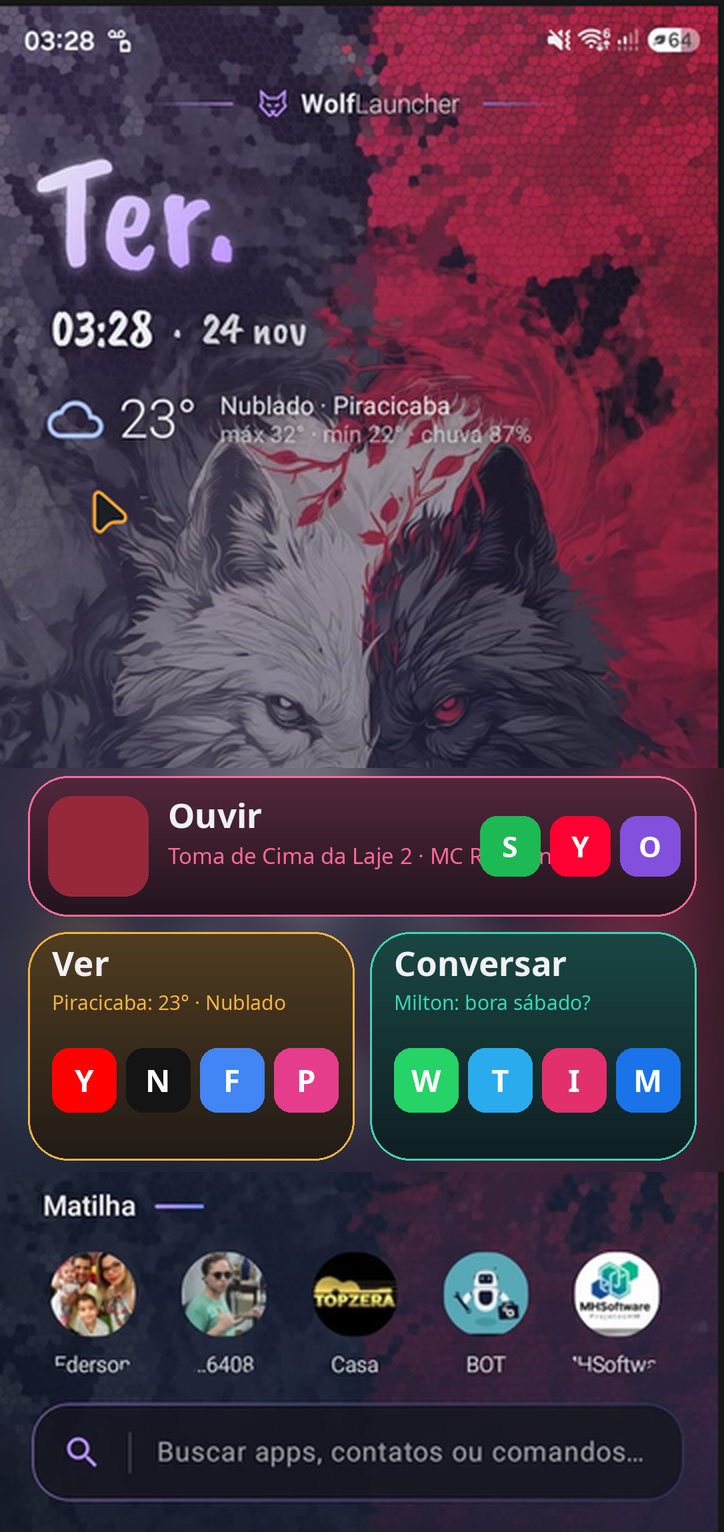 03:28
64
WolfLauncher
Ter.
03:28 · 24 nov
23° Nublado · Piracicaba
máx 32° · mín 22° · chuva 87%
Ouvir
Toma de Cima da Laje 2 · MC R
S Y O
Ver
Piracicaba: 23° · Nublado
Y N F P
Conversar
Milton: bora sábado?
W T I M
Matilha
TOPZERA
MHSoftware
Ederson ..6408 Casa BOT MHSoftw
Buscar apps, contatos ou comandos...